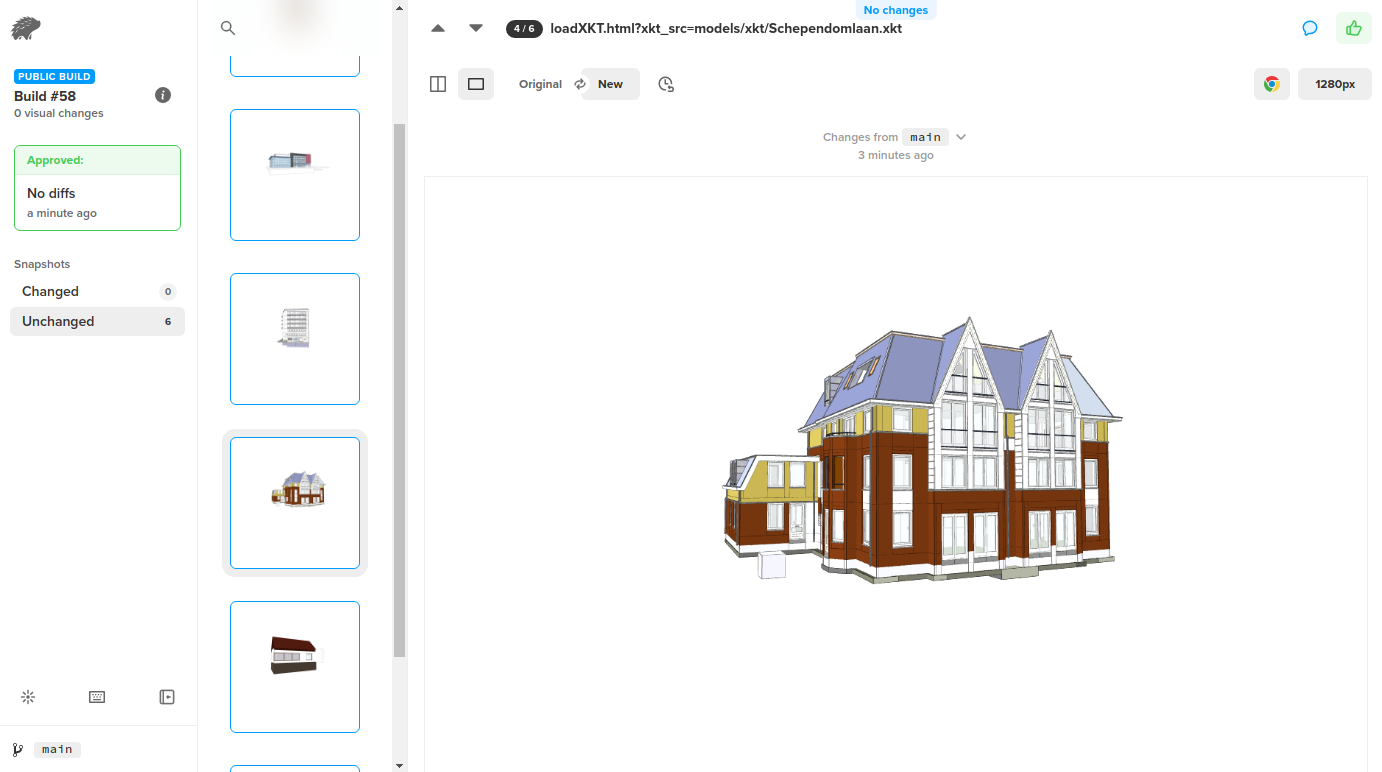 PUBLIC BUILD
Build #58
0 visual changes
Approved:
No diffs
a minute ago
Snapshots
Changed 0
Unchanged 6
main
No changes
4 / 6 loadXKT.html?xkt_src=models/xkt/Schependomlaan.xkt
Original New
1280px
Changes from main
3 minutes ago